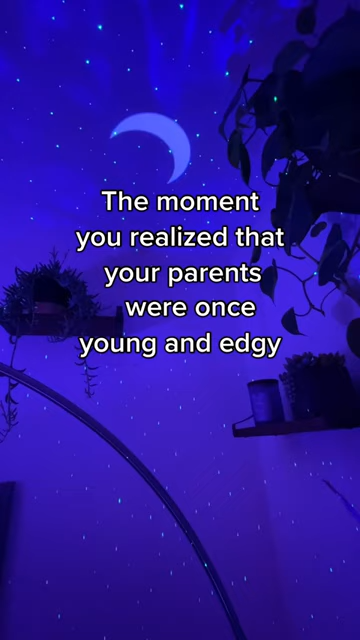 The moment
you realized that
your parents
were once
young and edgy